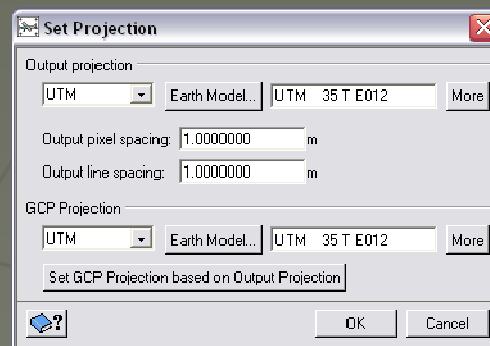 Set Projection
Output projection
UTM Earth Model... UTM 35 T E012 More
Output pixel spacing: 1.0000000 m
Output line spacing: 1.0000000 m
GCP Projection
UTM Earth Model... UTM 35 T E012 More
Set GCP Projection based on Output Projection
? OK Cancel